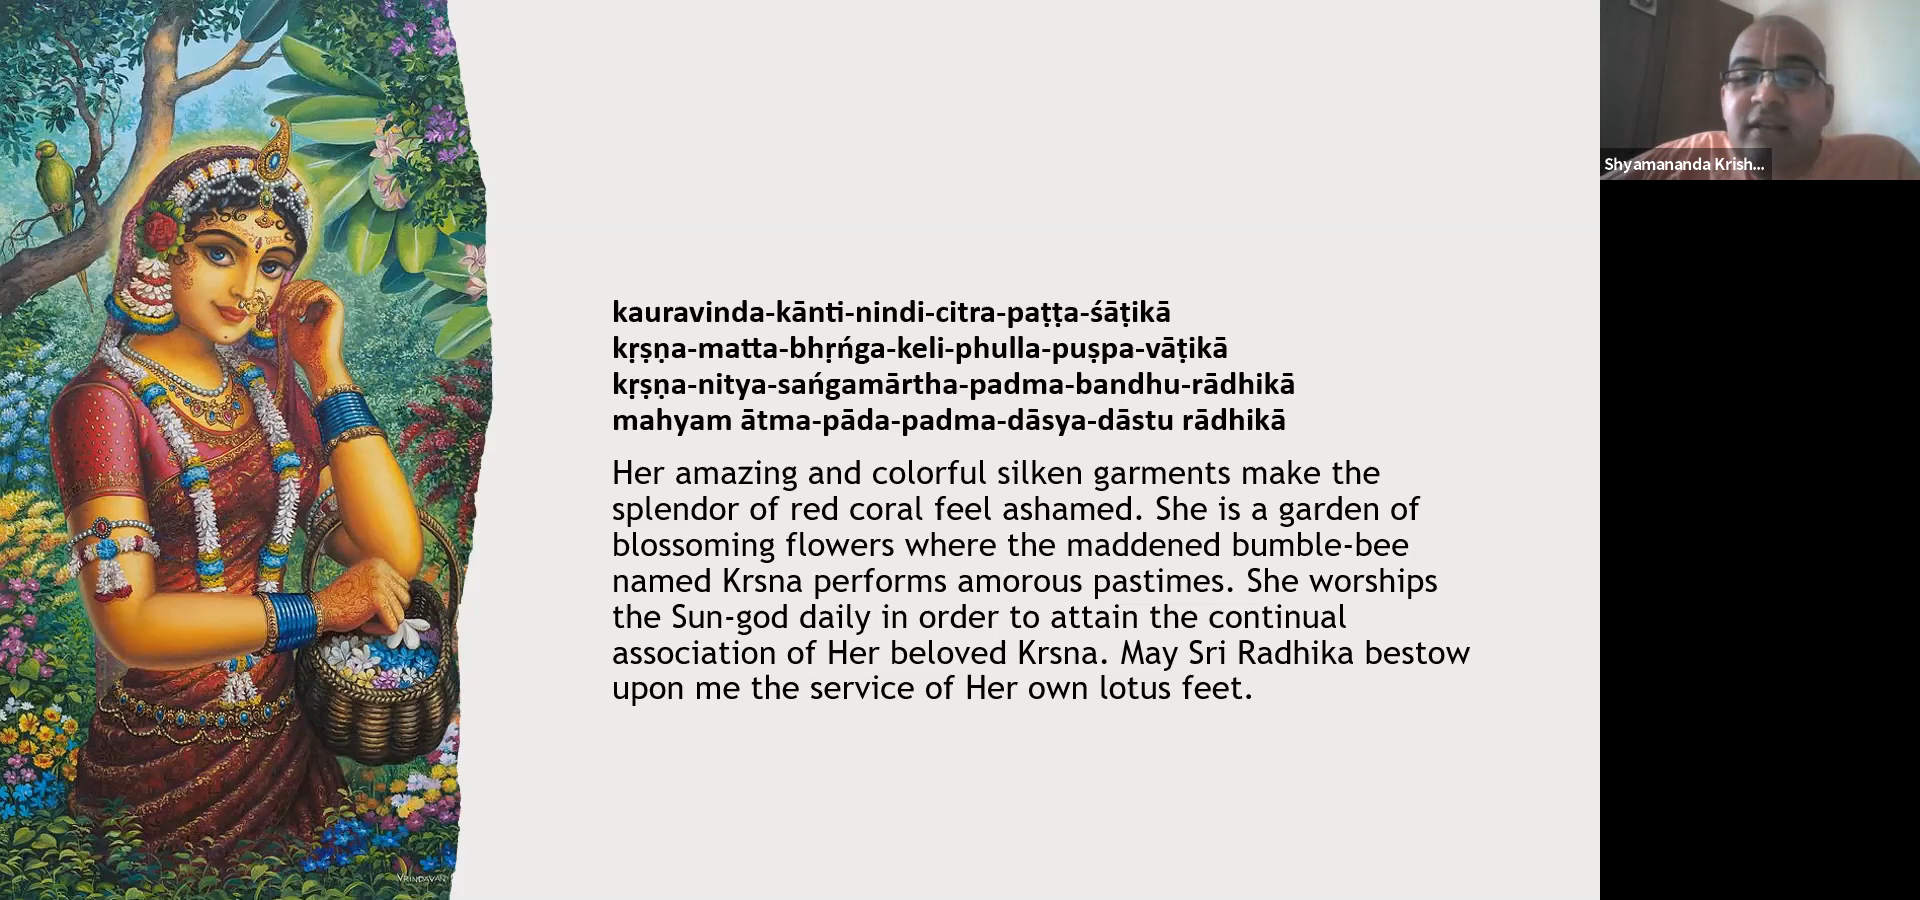 kauravinda-kānti-nindi-citra-paṭṭa-śāṭikā
kṛṣṇa-matta-bhṛńga-keli-phulla-puṣpa-vāṭikā
kṛṣṇa-nitya-sańgamārtha-padma-bandhu-rādhikā
mahyam ātma-pāda-padma-dāsya-dāstu rādhikā
Her amazing and colorful silken garments make the
splendor of red coral feel ashamed. She is a garden of
blossoming flowers where the maddened bumble-bee
named Krsna performs amorous pastimes. She worships
the Sun-god daily in order to attain the continual
association of Her beloved Krsna. May Sri Radhika bestow
upon me the service of Her own lotus feet.
Shyamananda Krish...
VRINDAVAN